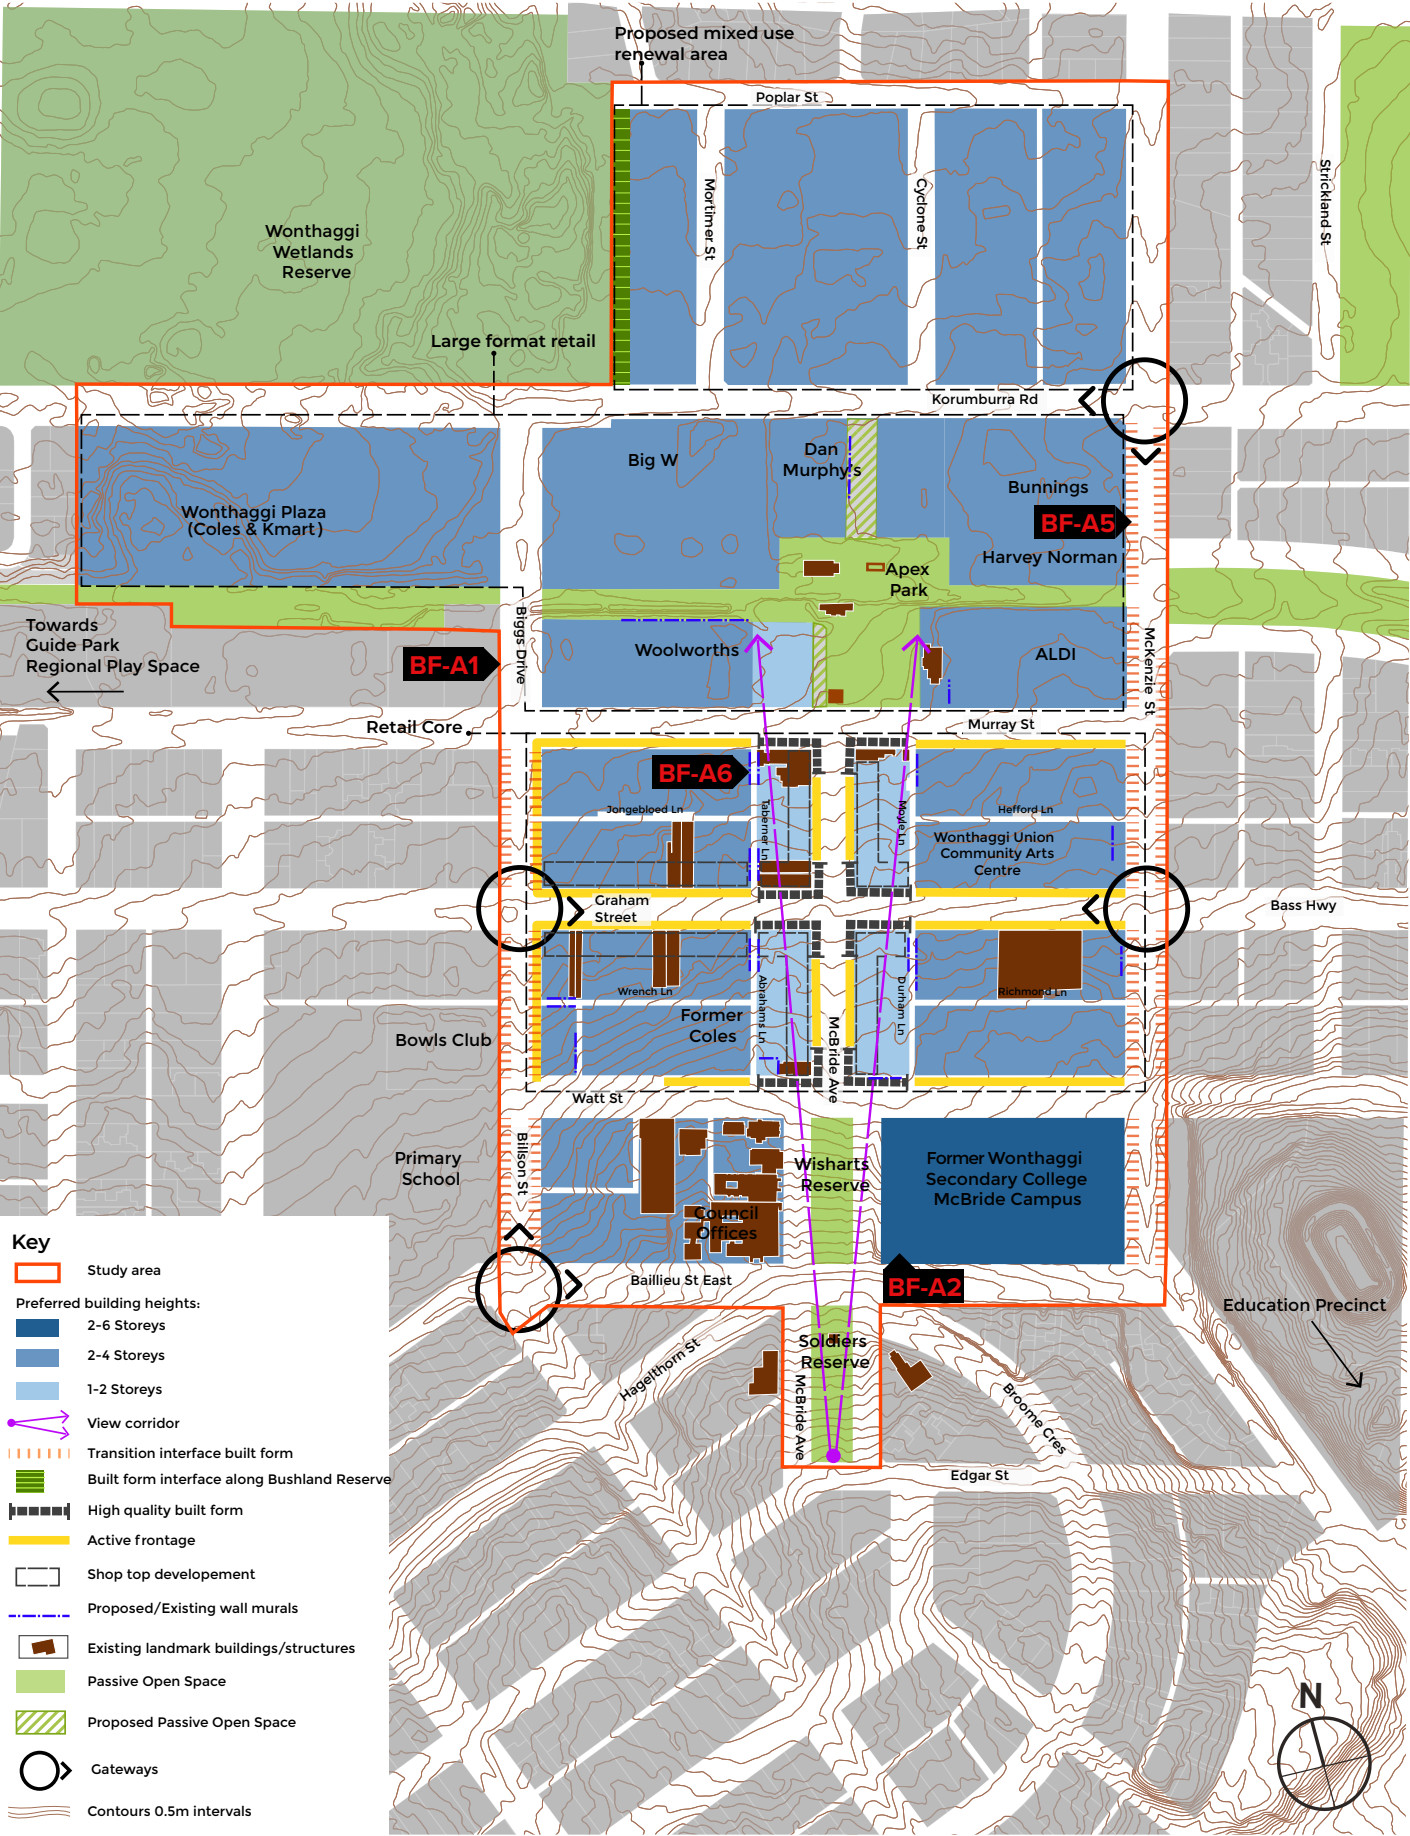 Proposed mixed use
renewal area
Poplar St
Mortimer St
Cyclone St
Strickland St
Wonthaggi
Wetlands
Reserve
Large format retail
Korumburra Rd
Big W
Dan
Murphy's
Bunnings
Wonthaggi Plaza
(Coles & Kmart)
BF-A5
Harvey Norman
Apex
Park
Towards
Guide Park
Regional Play Space
Biggs Drive
BF-A1
Woolworths
ALDI
McKenzie St
Murray St
Retail Core
BF-A6
Jongebloed Ln
Taberner Ln
Moyle Ln
Hefford Ln
Wonthaggi Union
Community Arts
Centre
Graham
Street
Bass Hwy
Wrench Ln
Abrahams Ln
Durham Ln
Richmond Ln
Former
Coles
McBride Ave
Bowls Club
Watt St
Billson St
Primary
School
Wisharts
Reserve
Former Wonthaggi
Secondary College
McBride Campus
Council
Offices
Baillieu St East
BF-A2
Education Precinct
Hagelthorn St
Soldiers
Reserve
McBride Ave
Broome Cres
Edgar St
Key
Study area
Preferred building heights:
2-6 Storeys
2-4 Storeys
1-2 Storeys
View corridor
Transition interface built form
Built form interface along Bushland Reserve
High quality built form
Active frontage
Shop top developement
Proposed/Existing wall murals
Existing landmark buildings/structures
Passive Open Space
Proposed Passive Open Space
Gateways
Contours 0.5m intervals
N